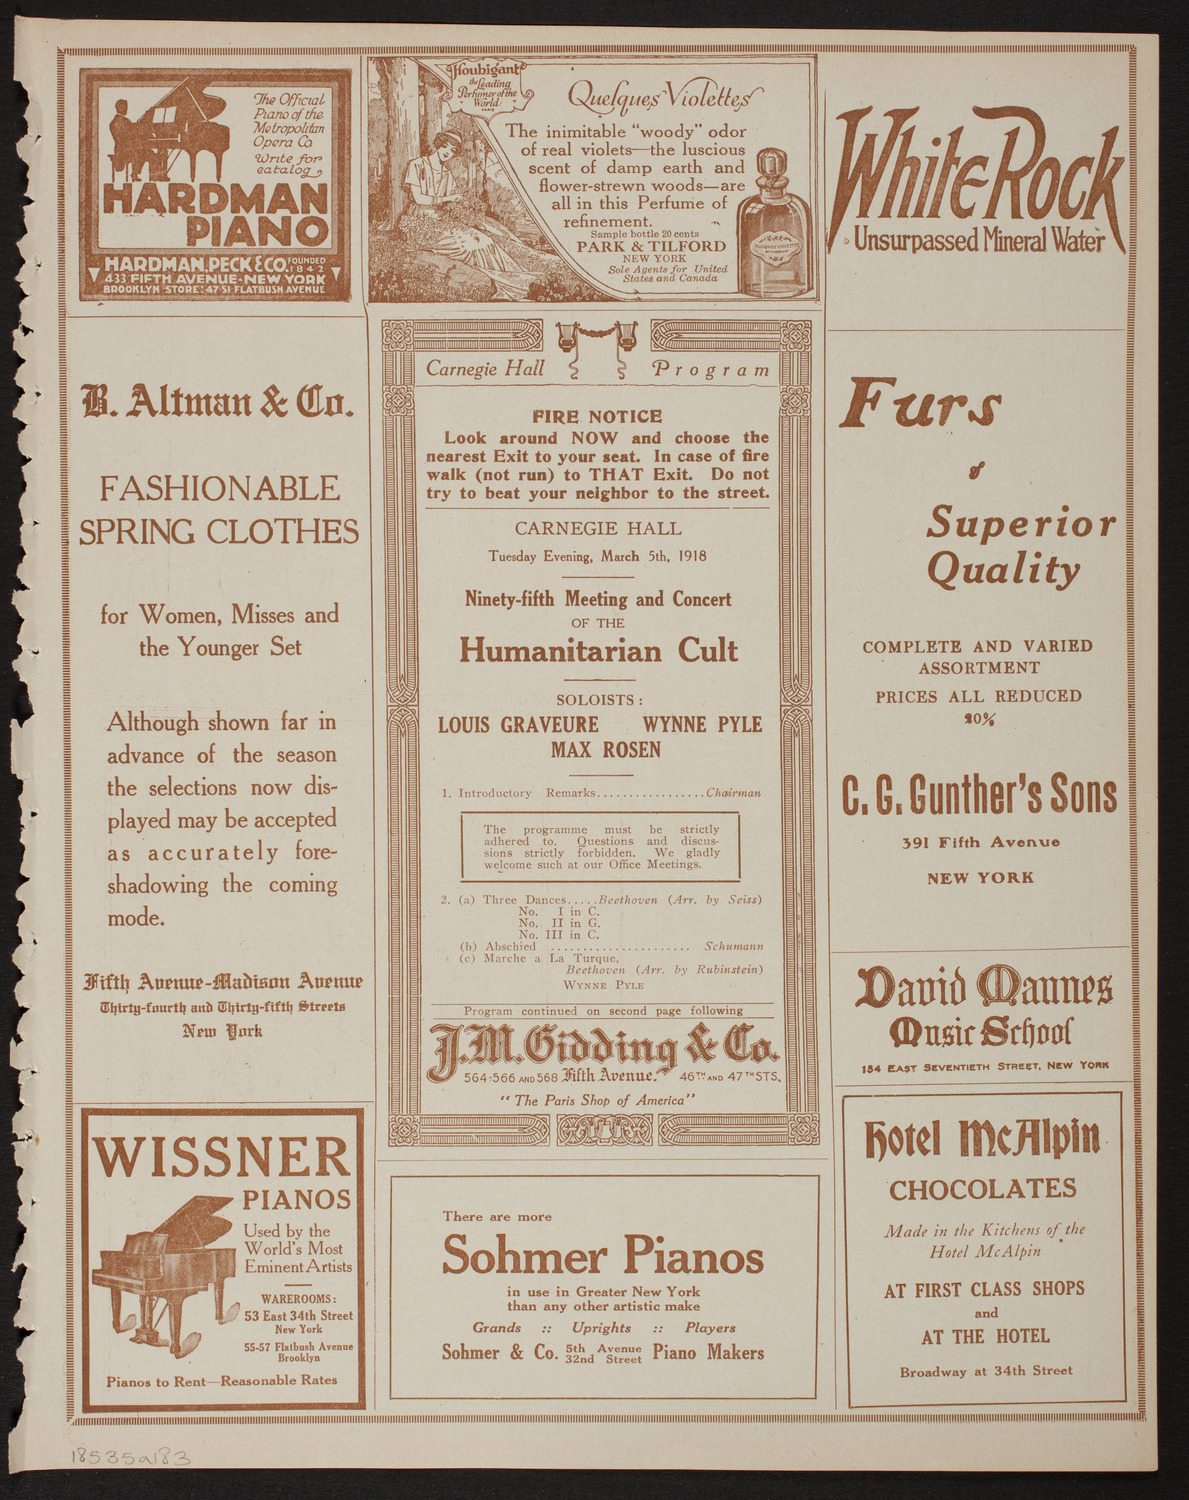 HARDMAN
PIANO
The Official
Piano of the
Metropolitan
Opera Co
Write for
catalog
HARDMAN, PECK & CO. FOUNDED 1842
433 FIFTH AVENUE - NEW YORK
BROOKLYN STORE: 47-51 FLATBUSH AVENUE
Houbigant
the Leading
Perfumer of the
World
PARIS
Quelques Violettes
The inimitable "woody" odor
of real violets—the luscious
scent of damp earth and
flower-strewn woods—are
all in this Perfume of
refinement.
Sample bottle 20 cents
PARK & TILFORD
NEW YORK
Sole Agents for United
States and Canada
White Rock
Unsurpassed Mineral Water
B. Altman & Co.
FASHIONABLE
SPRING CLOTHES
for Women, Misses and
the Younger Set
Although shown far in
advance of the season
the selections now dis-
played may be accepted
as accurately fore-
shadowing the coming
mode.
Fifth Avenue-Madison Avenue
Thirty-fourth and Thirty-fifth Streets
New York
WISSNER
PIANOS
Used by the
World's Most
Eminent Artists
WAREROOMS:
53 East 34th Street
New York
55-57 Flatbush Avenue
Brooklyn
Pianos to Rent—Reasonable Rates
Carnegie Hall Program
FIRE NOTICE
Look around NOW and choose the
nearest Exit to your seat. In case of fire
walk (not run) to THAT Exit. Do not
try to beat your neighbor to the street.
CARNEGIE HALL
Tuesday Evening, March 5th, 1918
Ninety-fifth Meeting and Concert
OF THE
Humanitarian Cult
SOLOISTS:
LOUIS GRAVEURE WYNNE PYLE
MAX ROSEN
1. Introductory Remarks.................Chairman
The programme must be strictly
adhered to. Questions and discus-
sions strictly forbidden. We gladly
welcome such at our Office Meetings.
2. (a) Three Dances.....Beethoven (Arr. by Seiss)
No. I in C.
No. II in G.
No. III in C.
(b) Abschied ...................... Schumann
(c) Marche a La Turque,
Beethoven (Arr. by Rubinstein)
WYNNE PYLE
Program continued on second page following
J.M. Gidding & Co.
564-566 AND 568 Fifth Avenue. 46TH AND 47TH STS.
"The Paris Shop of America"
There are more
Sohmer Pianos
in use in Greater New York
than any other artistic make
Grands :: Uprights :: Players
Sohmer & Co. 5th Avenue 32nd Street Piano Makers
Furs
of
Superior
Quality
COMPLETE AND VARIED
ASSORTMENT
PRICES ALL REDUCED
20%
C. G. Gunther's Sons
391 Fifth Avenue
NEW YORK
David Mannes
Music School
154 EAST SEVENTIETH STREET, NEW YORK
Hotel McAlpin
CHOCOLATES
Made in the Kitchens of the
Hotel McAlpin
AT FIRST CLASS SHOPS
and
AT THE HOTEL
Broadway at 34th Street
18535a183